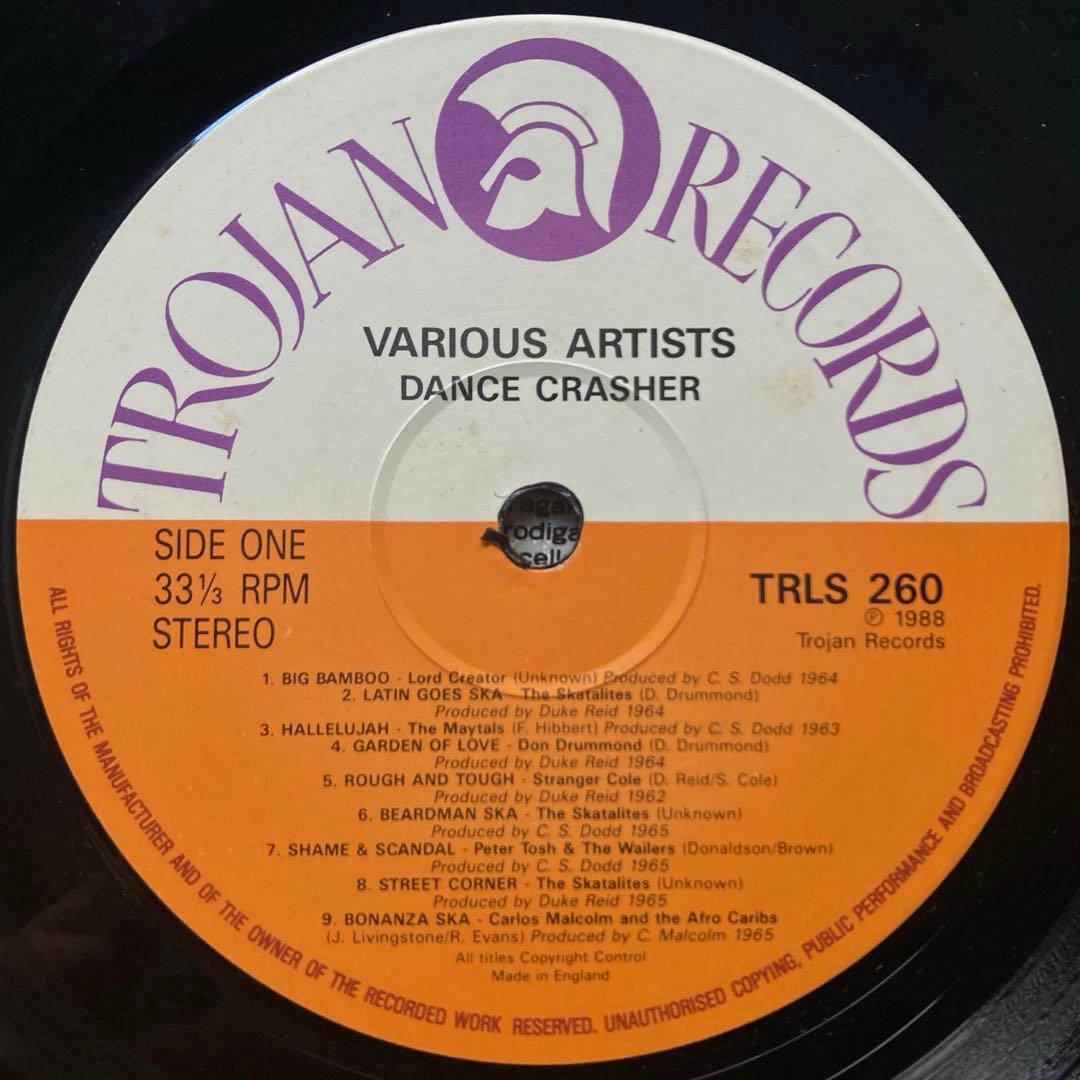 TROJAN RECORDS
VARIOUS ARTISTS
DANCE CRASHER
SIDE ONE
33⅓ RPM
STEREO
TRLS 260
℗ 1988
Trojan Records
1. BIG BAMBOO - Lord Creator (Unknown) Produced by C. S. Dodd 1964
2. LATIN GOES SKA - The Skatalites (D. Drummond)
Produced by Duke Reid 1964
3. HALLELUJAH - The Maytals (F. Hibbert) Produced by C. S. Dodd 1963
4. GARDEN OF LOVE - Don Drummond (D. Drummond)
Produced by Duke Reid 1964
5. ROUGH AND TOUGH - Stranger Cole (D. Reid/S. Cole)
Produced by Duke Reid 1962
6. BEARDMAN SKA - The Skatalites (Unknown)
Produced by C. S. Dodd 1965
7. SHAME & SCANDAL - Peter Tosh & The Wailers (Donaldson/Brown)
Produced by C. S. Dodd 1965
8. STREET CORNER - The Skatalites (Unknown)
Produced by Duke Reid 1965
9. BONANZA SKA - Carlos Malcolm and the Afro Caribs
(J. Livingstone/R. Evans) Produced by C. Malcolm 1965
All titles Copyright Control
Made in England
ALL RIGHTS OF THE MANUFACTURER AND OF THE OWNER OF THE RECORDED WORK RESERVED. UNAUTHORISED COPYING, PUBLIC PERFORMANCE AND BROADCASTING PROHIBITED.